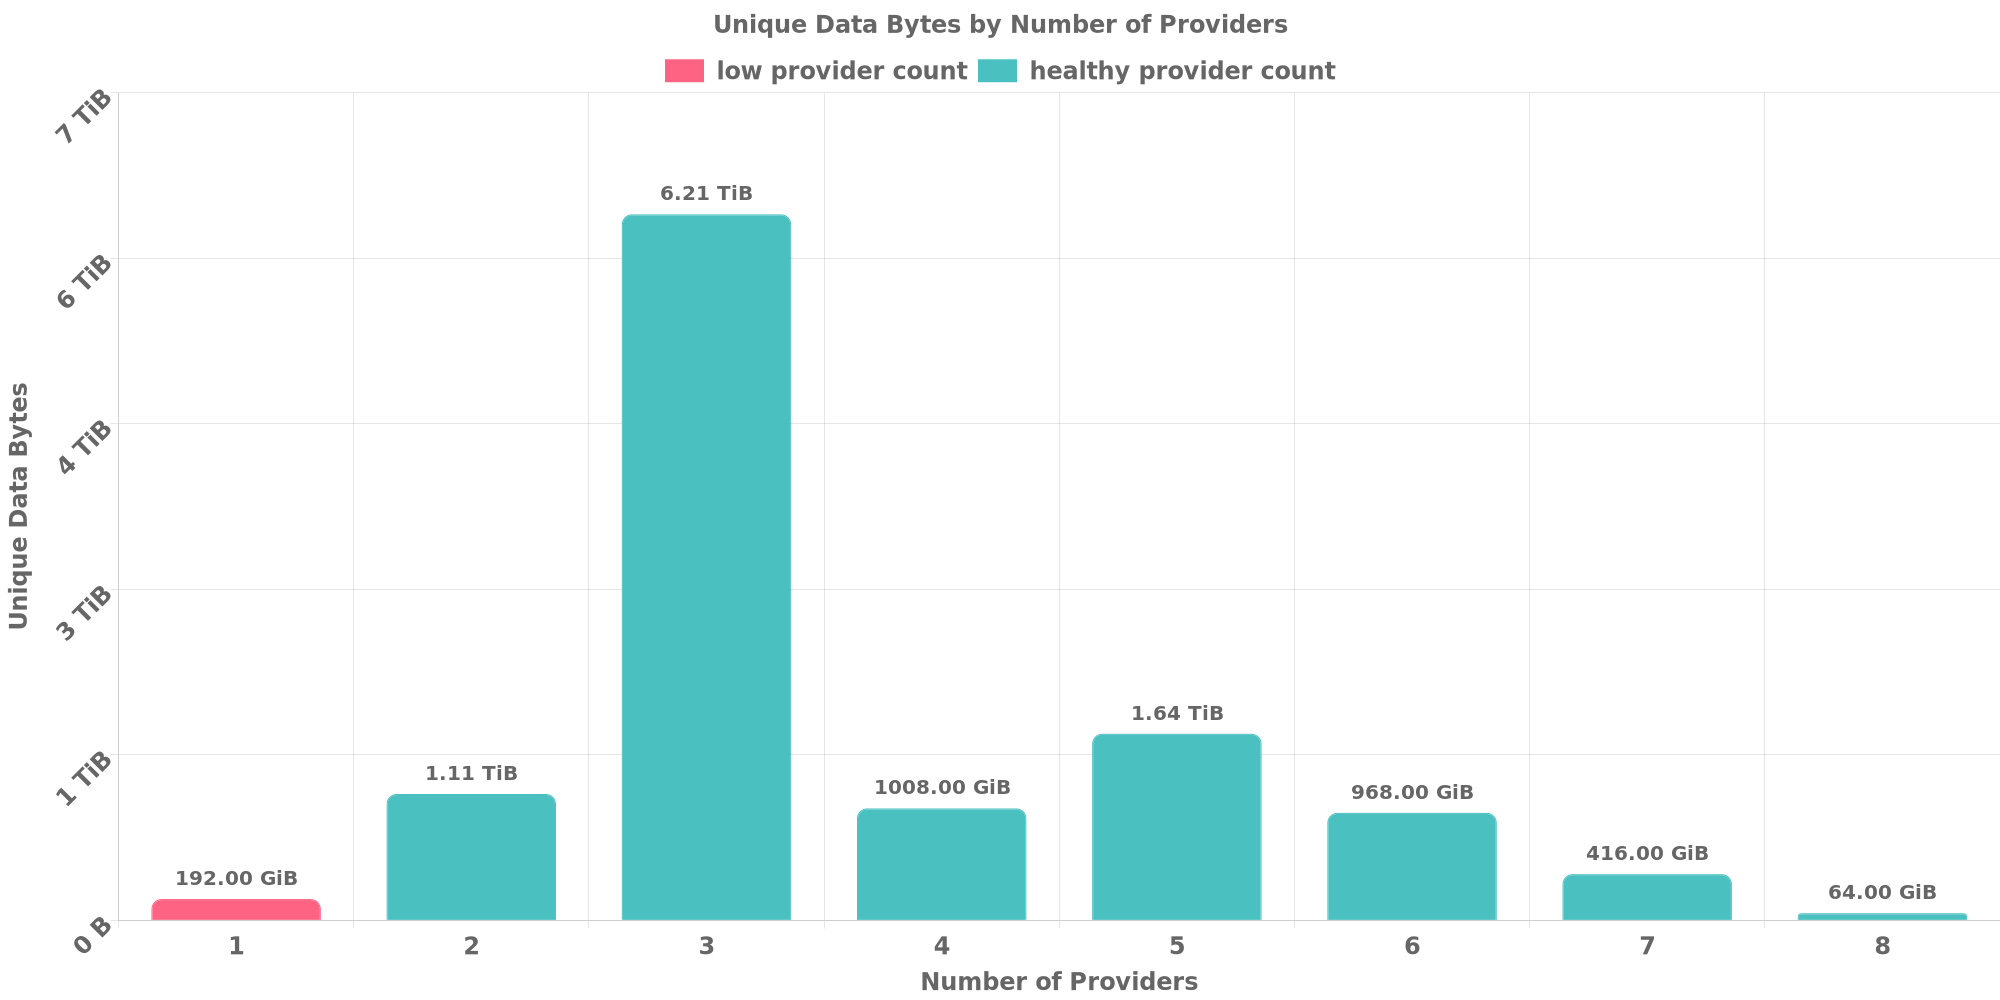 Unique Data Bytes by Number of Providers
low provider count
healthy provider count
7 TiB
6 TiB
4 TiB
3 TiB
1 TiB
0 B
Unique Data Bytes
192.00 GiB
1.11 TiB
6.21 TiB
1008.00 GiB
1.64 TiB
968.00 GiB
416.00 GiB
64.00 GiB
1
2
3
4
5
6
7
8
Number of Providers